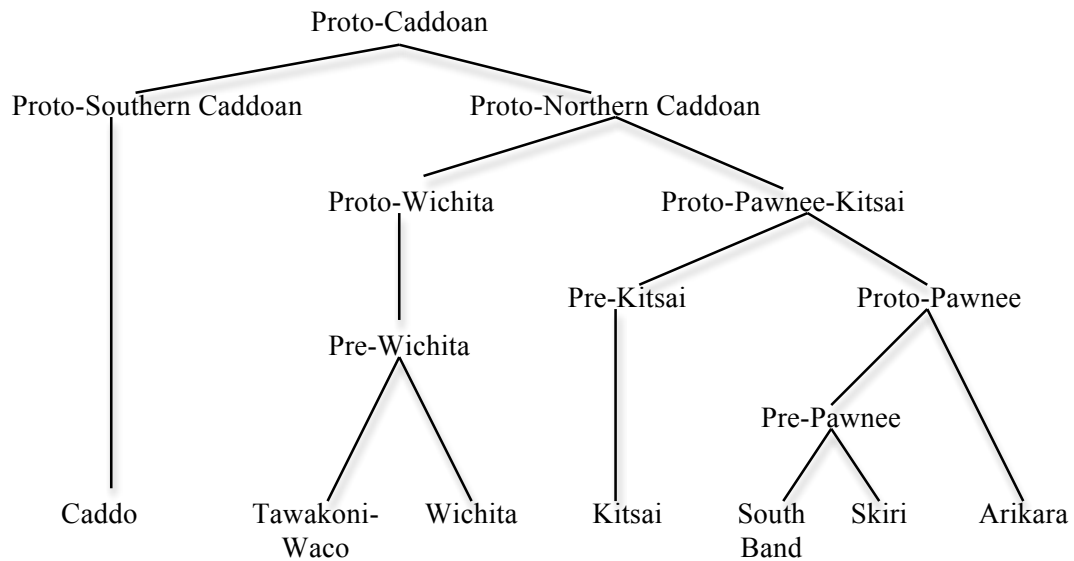 Proto-Caddoan
Proto-Southern Caddoan
Proto-Northern Caddoan
Proto-Wichita
Proto-Pawnee-Kitsai
Pre-Kitsai
Proto-Pawnee
Pre-Wichita
Pre-Pawnee
Caddo
Tawakoni-
Waco
Wichita
Kitsai
South
Band
Skiri
Arikara